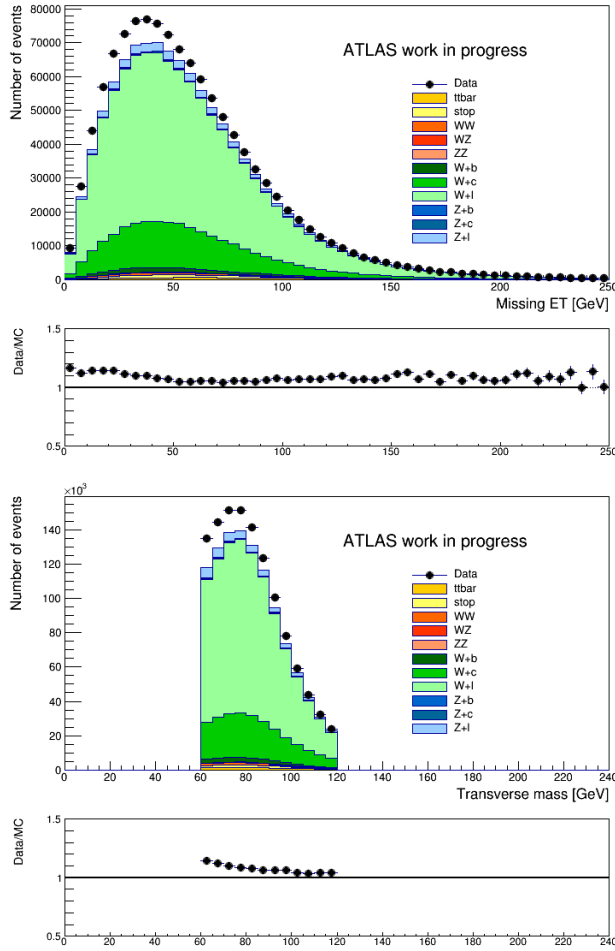 Number of events
80000
70000
60000
50000
40000
30000
20000
10000
0
ATLAS work in progress
Data
ttbar
stop
WW
WZ
ZZ
W+b
W+c
W+l
Z+b
Z+c
Z+l
0 50 100 150 200 250
Missing ET [GeV]
Data/MC
1.5
1
0.5
0 50 100 150 200 250
×10³
Number of events
140
120
100
80
60
40
20
0
ATLAS work in progress
Data
ttbar
stop
WW
WZ
ZZ
W+b
W+c
W+l
Z+b
Z+c
Z+l
0 20 40 60 80 100 120 140 160 180 200 220 240
Transverse mass [GeV]
Data/MC
1.5
1
0.5
0 20 40 60 80 100 120 140 160 180 200 220 240